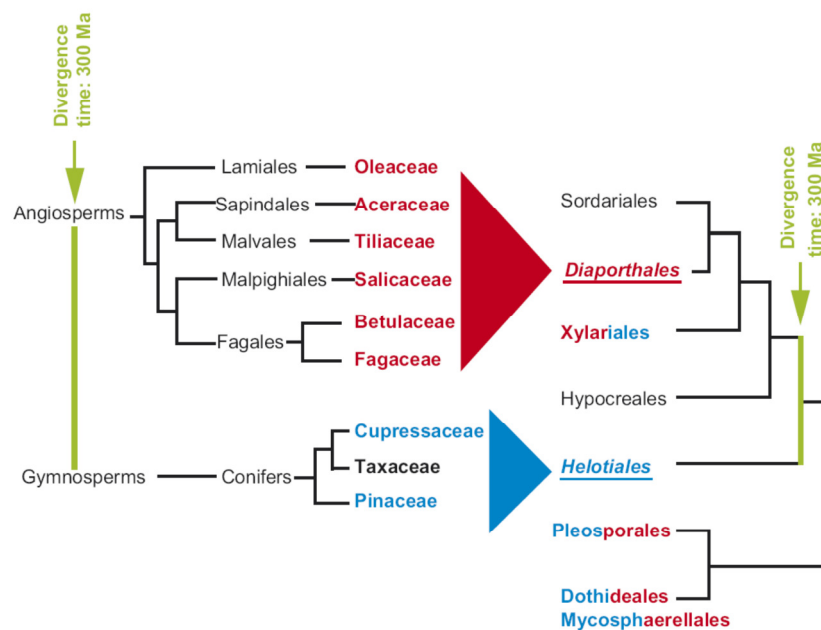 Divergence
time: 300 Ma
Angiosperms
Lamiales
Oleaceae
Sapindales
Aceraceae
Malvales
Tiliaceae
Malpighiales
Salicaceae
Fagales
Betulaceae
Fagaceae
Gymnosperms
Conifers
Cupressaceae
Taxaceae
Pinaceae
Sordariales
Diaporthales
Xylariales
Hypocreales
Helotiales
Pleosporales
Dothideales
Mycosphaerellales
Divergence
time: 300 Ma